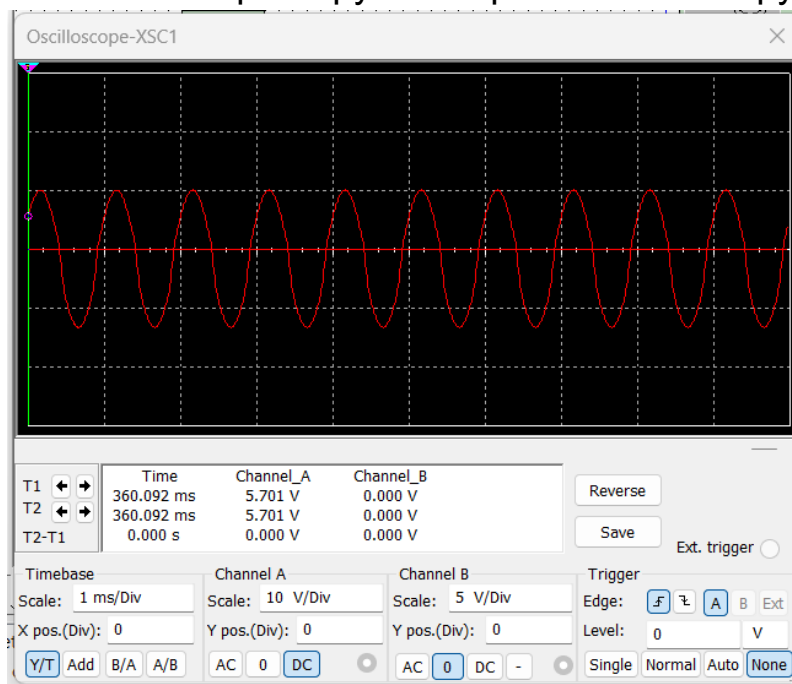 Oscilloscope-XSC1
T1
T2
T2-T1
Time Channel_A Channel_B
360.092 ms 5.701 V 0.000 V
360.092 ms 5.701 V 0.000 V
0.000 s 0.000 V 0.000 V
Reverse
Save
Ext. trigger
Timebase
Scale: 1 ms/Div
X pos.(Div): 0
Y/T Add B/A A/B
Channel A
Scale: 10 V/Div
Y pos.(Div): 0
AC 0 DC
Channel B
Scale: 5 V/Div
Y pos.(Div): 0
AC 0 DC -
Trigger
Edge: A B Ext
Level: 0 V
Single Normal Auto None